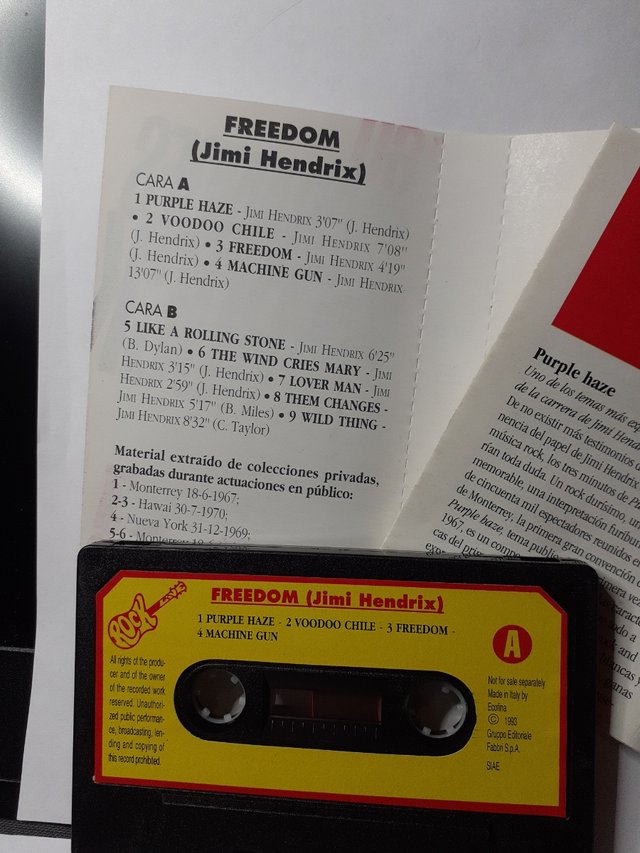 FREEDOM
(Jimi Hendrix)
CARA A
1 PURPLE HAZE - JIMI HENDRIX 3'07" (J. Hendrix)
• 2 VOODOO CHILE - JIMI HENDRIX 7'08"
(J. Hendrix) • 3 FREEDOM - JIMI HENDRIX 4'19"
(J. Hendrix) • 4 MACHINE GUN - JIMI HENDRIX
13'07" (J. Hendrix)
CARA B
5 LIKE A ROLLING STONE - JIMI HENDRIX 6'25"
(B. Dylan) • 6 THE WIND CRIES MARY - JIMI
HENDRIX 3'15" (J. Hendrix) • 7 LOVER MAN - JIMI
HENDRIX 2'59" (J. Hendrix) • 8 THEM CHANGES -
JIMI HENDRIX 5'17" (B. Miles) • 9 WILD THING -
JIMI HENDRIX 8'32" (C. Taylor)
Material extraído de colecciones privadas,
grabadas durante actuaciones en público:
1 - Monterrey 18-6-1967;
2-3 - Hawai 30-7-1970;
4 - Nueva York 31-12-1969;
5-6 - Monterrey
Purple haze
Uno de los temas más
de la carrera de Jimi
De no existir más testimonios
nencia del papel de Jimi Hendrix
música rock, los tres minutos de
rían toda duda. Un rock durísimo,
memorable, una interpretación
de cincuenta mil espectadores reunidos
de Monterrey, la primera gran convención
Purple haze, tema
1967, es un
cas del
FREEDOM (Jimi Hendrix)
1 PURPLE HAZE - 2 VOODOO CHILE - 3 FREEDOM -
4 MACHINE GUN
ROCK
A
All rights of the produ-
cer and of the owner
of the recorded work
reserved. Unauthori-
zed public performan-
ce, broadcasting, len-
ding and copying of
this record prohibited.
Not for sale separately
Made in Italy by
Ecofina
© 1993
Gruppo Editoriale
Fabbri S.p.A.
SIAE